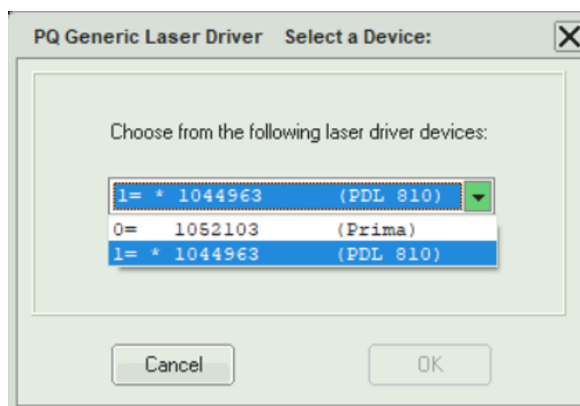 PQ Generic Laser Driver Select a Device:
Choose from the following laser driver devices:
1= * 1044963 (PDL 810)
0= 1052103 (Prima)
1= * 1044963 (PDL 810)
Cancel OK